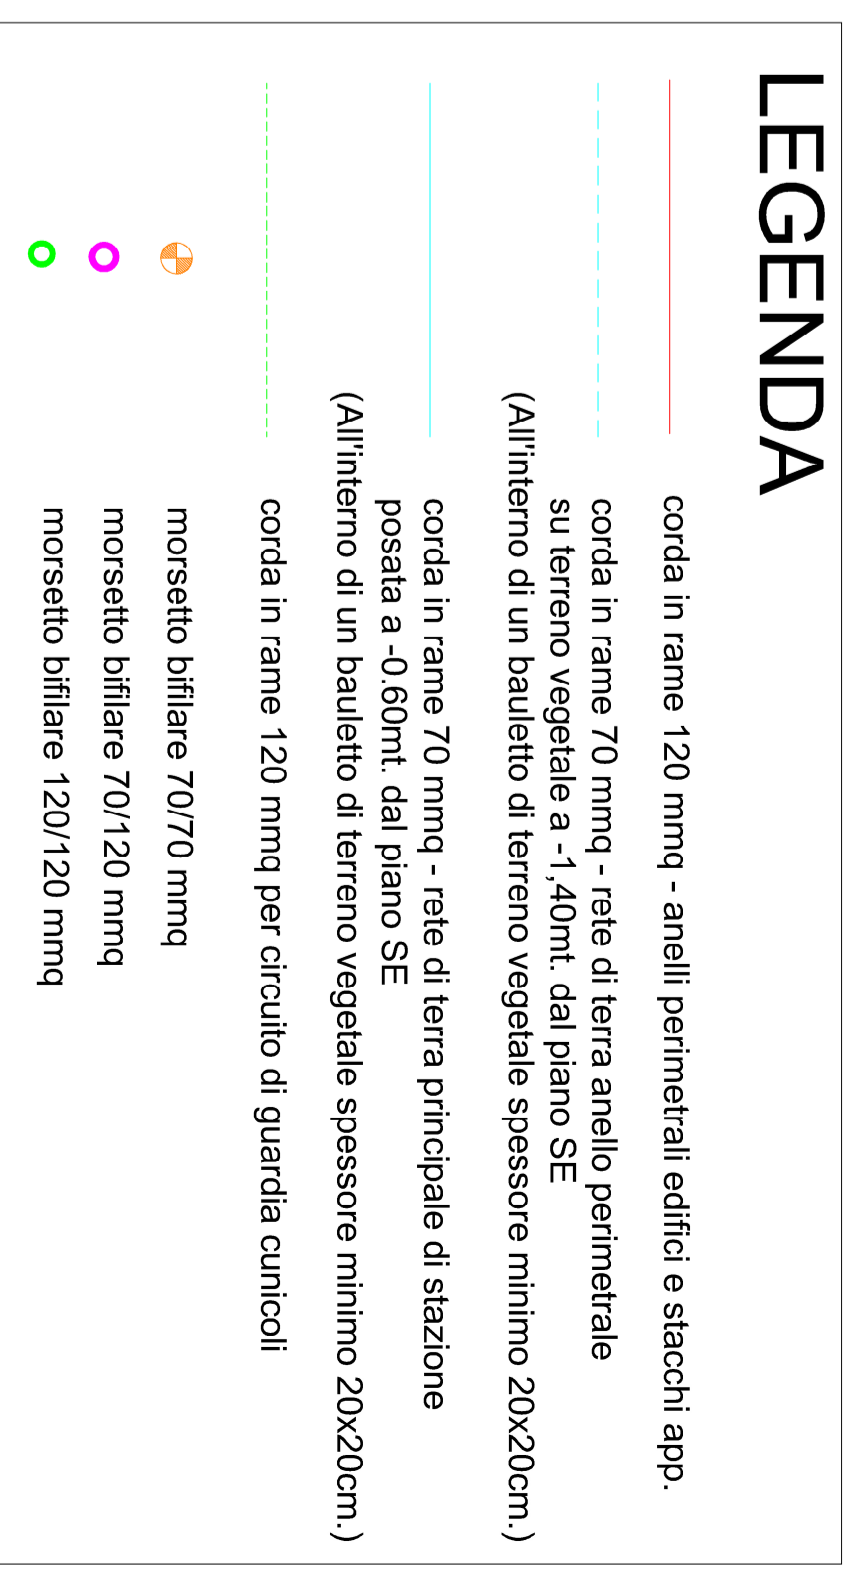 LEGENDA
corda in rame 120 mmq - anelli perimetrali edifici e stacchi app.
corda in rame 70 mmq - rete di terra anello perimetrale
su terreno vegetale a -1,40mt. dal piano SE
(All'interno di un bauletto di terreno vegetale spessore minimo 20x20cm.)
corda in rame 70 mmq - rete di terra principale di stazione
posata a -0.60mt. dal piano SE
(All'interno di un bauletto di terreno vegetale spessore minimo 20x20cm.)
corda in rame 120 mmq per circuito di guardia cunicoli
morsetto bifilare 70/70 mmq
morsetto bifilare 70/120 mmq
morsetto bifilare 120/120 mmq